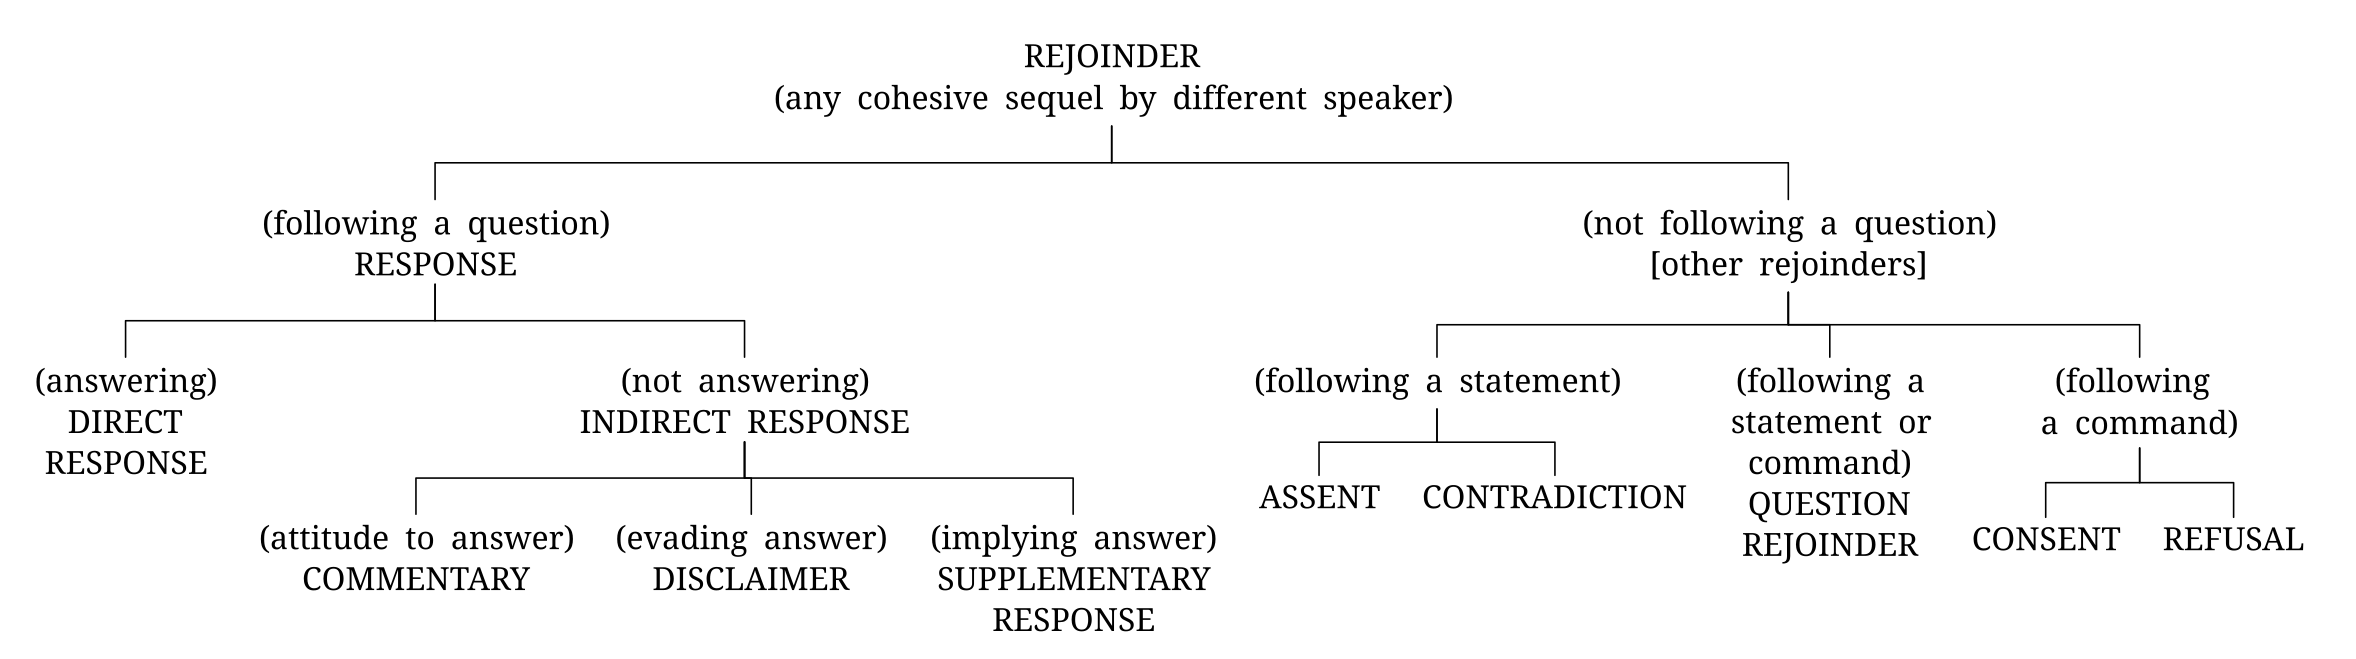 REJOINDER
(any cohesive sequel by different speaker)
(following a question)
RESPONSE
(not following a question)
[other rejoinders]
(answering)
DIRECT
RESPONSE
(not answering)
INDIRECT RESPONSE
(following a statement)
(following a
statement or
command)
QUESTION
REJOINDER
(following
a command)
(attitude to answer)
COMMENTARY
(evading answer)
DISCLAIMER
(implying answer)
SUPPLEMENTARY
RESPONSE
ASSENT
CONTRADICTION
CONSENT
REFUSAL